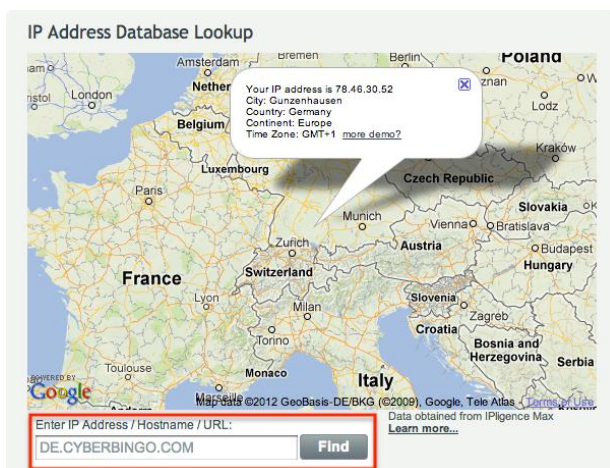 IP Address Database Lookup
Amsterdam
Bremen
Berlin
Poland
London
Nether
Lodz
Belgium
Your IP address is 78.46.30.52
City: Gunzenhausen
Country: Germany
Continent: Europe
Time Zone: GMT+1 more demo?
Kraków
Luxembourg
Czech Republic
Paris
Slovakia
Munich
Vienna
Bratislava
Zurich
Austria
Budapest
Switzerland
Hungary
France
Lyon
Milan
Slovenia
Zagreb
Torino
Croatia
Bosnia and
Herzegovina
Serbia
Toulouse
Monaco
Italy
POWERED BY
Google
Marseille
Map data ©2012 GeoBasis-DE/BKG (©2009), Google, Tele Atlas - Terms of Use
Enter IP Address / Hostname / URL:
Data obtained from IPligence Max
Learn more...
DE.CYBERBINGO.COM
Find